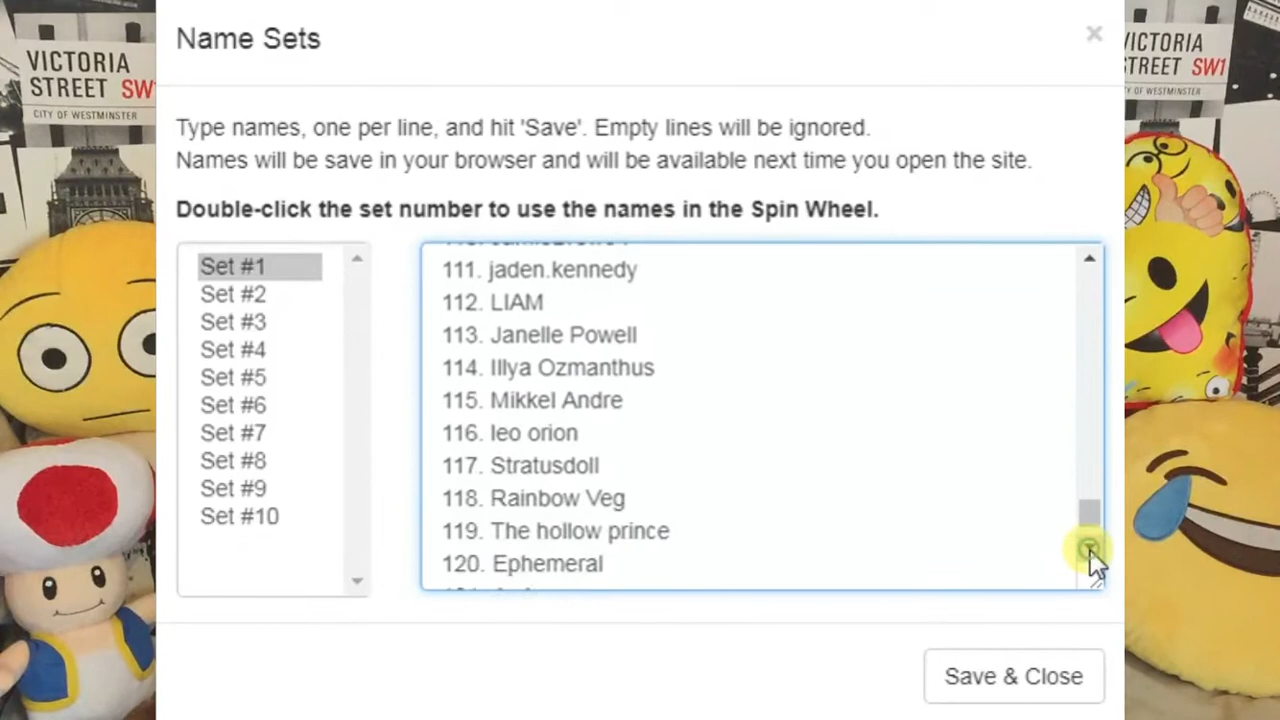 VICTORIA
STREET SW1
CITY OF WESTMINSTER
Name Sets
×
Type names, one per line, and hit 'Save'. Empty lines will be ignored.
Names will be save in your browser and will be available next time you open the site.
Double-click the set number to use the names in the Spin Wheel.
Set #1
Set #2
Set #3
Set #4
Set #5
Set #6
Set #7
Set #8
Set #9
Set #10
111. jaden.kennedy
112. LIAM
113. Janelle Powell
114. Illya Ozmanthus
115. Mikkel Andre
116. leo orion
117. Stratusdoll
118. Rainbow Veg
119. The hollow prince
120. Ephemeral
Save & Close
VICTORIA
STREET SW1
OF WESTMINSTER